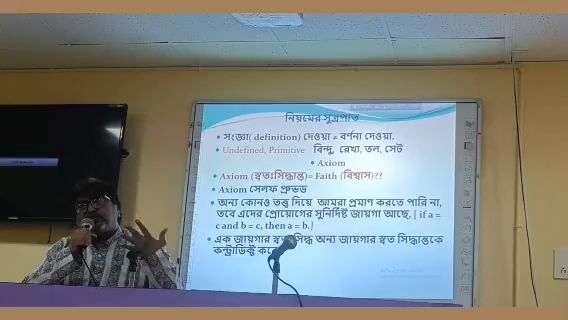 নিয়মের সুত্রপাত
• সংজ্ঞা( definition) দেওয়া ≠ বর্ণনা দেওয়া,
• Undefined, Primitive বিন্দু, রেখা, তল, সেট
• Axiom
• Axiom (স্বতঃসিদ্ধান্ত)= Faith (বিশ্বাস)??
• Axiom সেলফ প্রুভড
• অন্য কোনও তত্ত্ব দিয়ে আমরা প্রমাণ করতে পারি না,
তবে এদের প্রোয়োগের সুনির্দিষ্ট জায়গা আছে, [ if a =
c and b = c, then a = b.]
• এক জায়গার স্বতঃসিদ্ধ অন্য জায়গার স্বত সিদ্ধান্তকে
কন্ট্রাডিক্ট